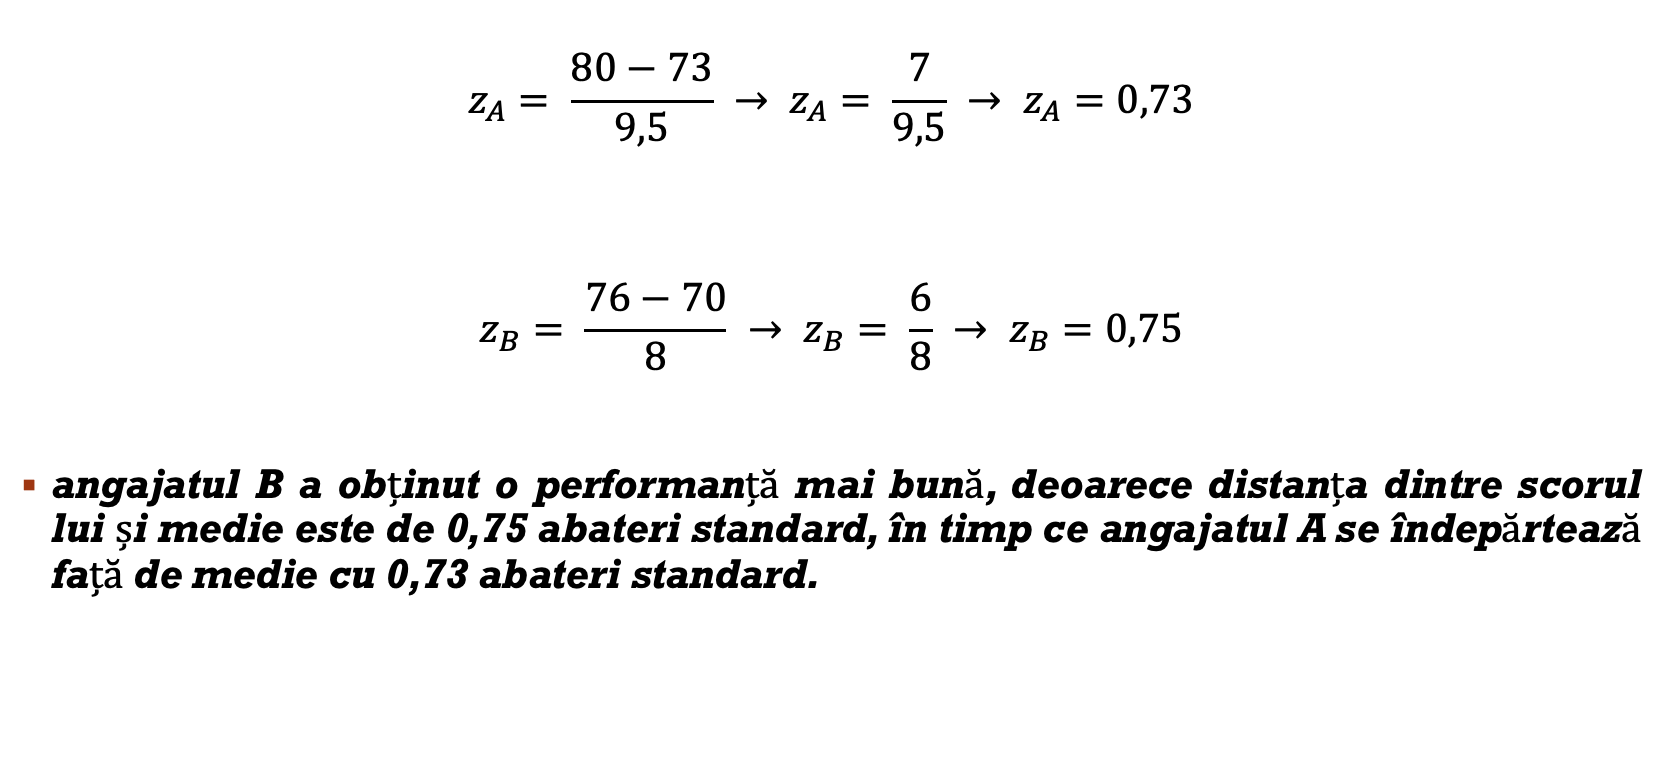 z_A = (80 − 73)/9,5 → z_A = 7/9,5 → z_A = 0,73
z_B = (76 − 70)/8 → z_B = 6/8 → z_B = 0,75
▪ angajatul B a obținut o performanță mai bună, deoarece distanța dintre scorul
lui și medie este de 0,75 abateri standard, în timp ce angajatul A se îndepărtează
față de medie cu 0,73 abateri standard.